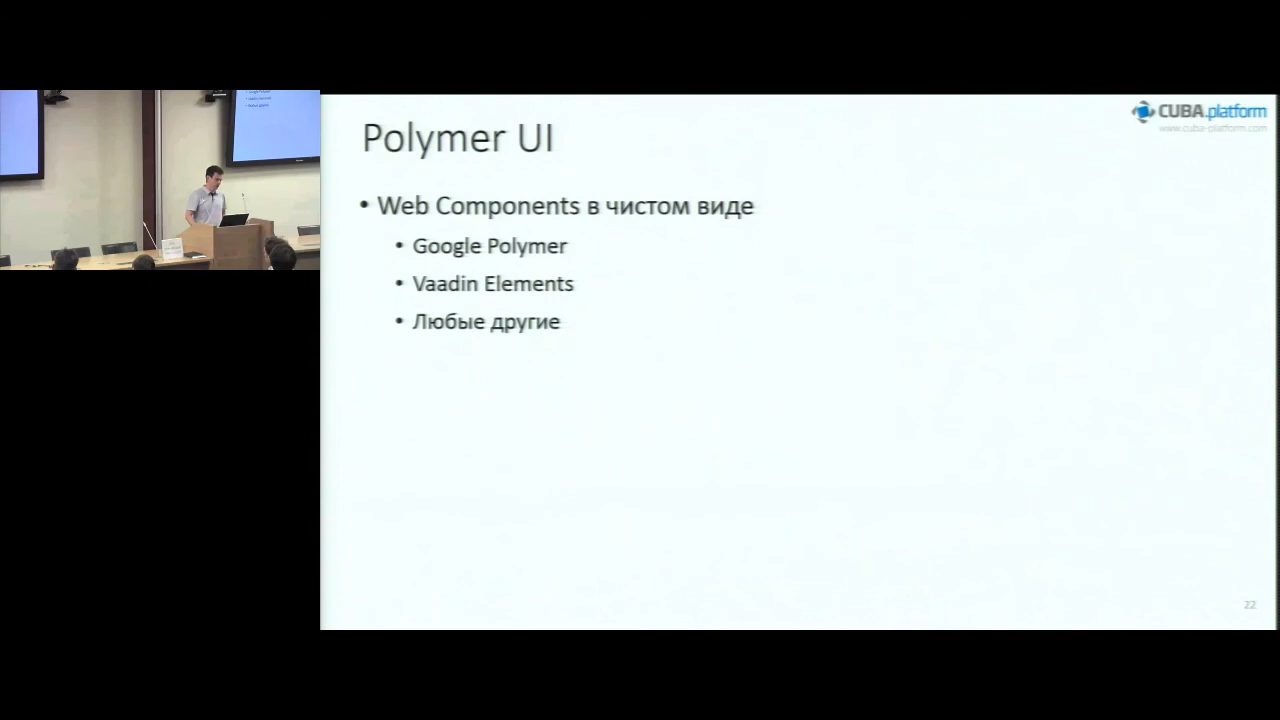 CUBA.platform
www.cuba-platform.com
Polymer UI
• Web Components в чистом виде
• Google Polymer
• Vaadin Elements
• Любые другие
22